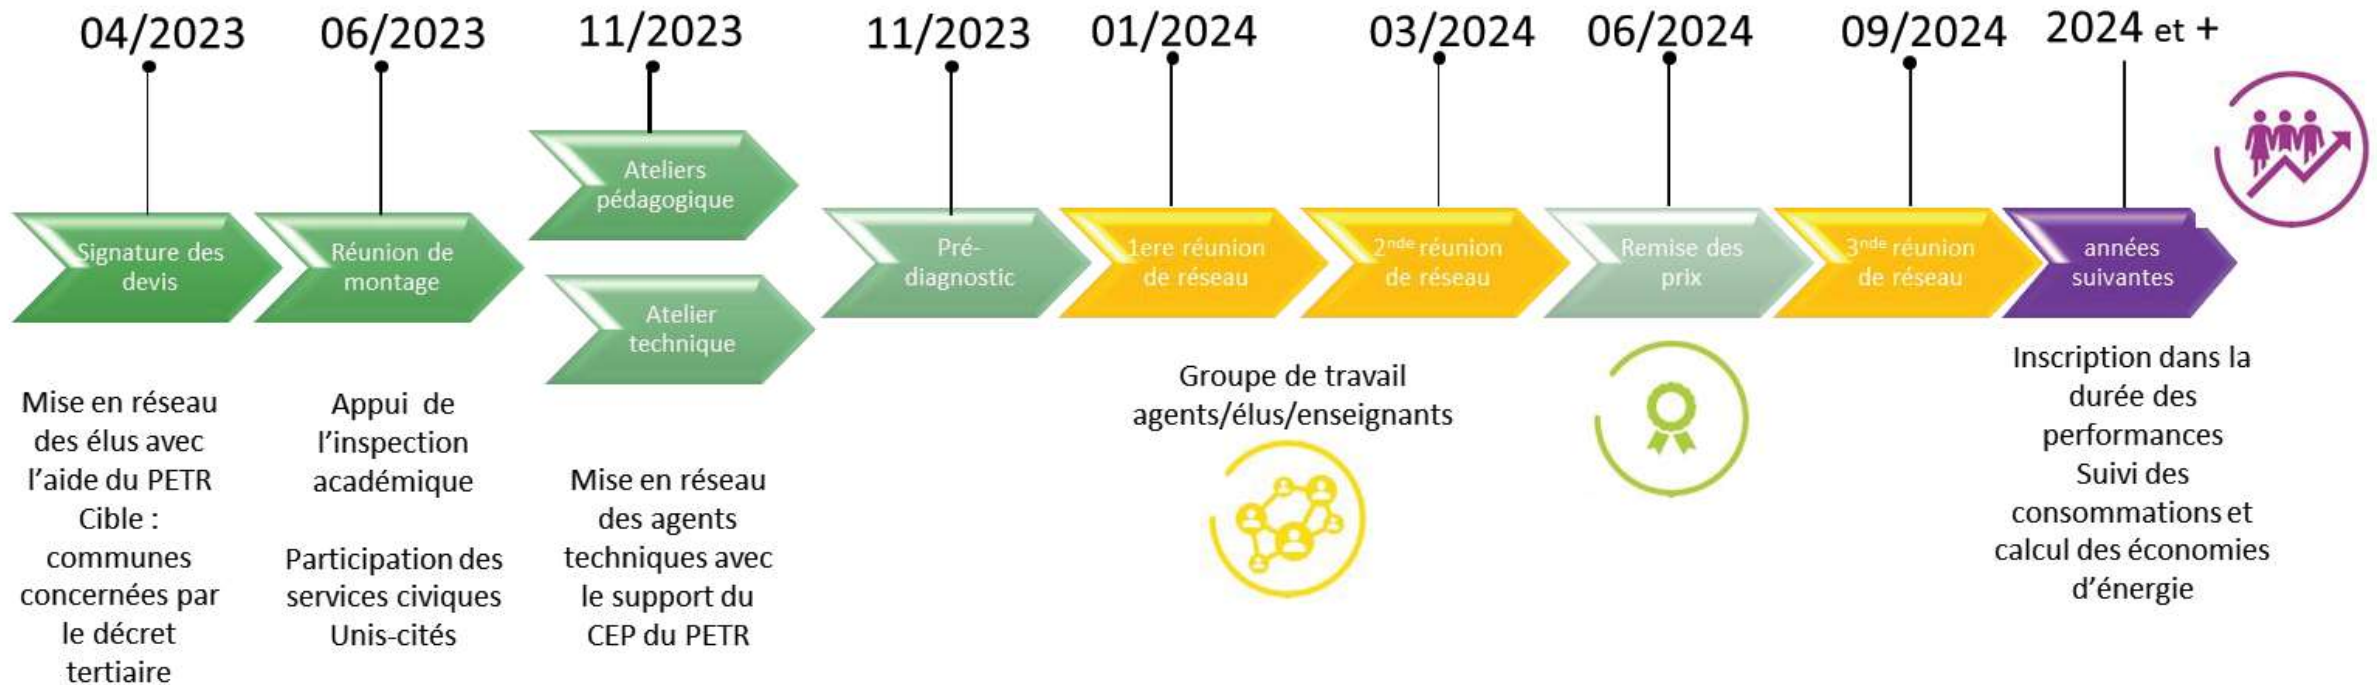 04/2023
06/2023
11/2023
11/2023
01/2024
03/2024
06/2024
09/2024
2024 et +
Signature des
devis
Réunion de
montage
Ateliers
pédagogique
Atelier
technique
Pré-
diagnostic
1ere réunion
de réseau
2nde réunion
de réseau
Remise des
prix
3nde réunion
de réseau
années
suivantes
Mise en réseau
des élus avec
l'aide du PETR
Cible :
communes
concernées par
le décret
tertiaire
Appui de
l'inspection
académique
Participation des
services civiques
Unis-cités
Mise en réseau
des agents
techniques avec
le support du
CEP du PETR
Groupe de travail
agents/élus/enseignants
Inscription dans la
durée des
performances
Suivi des
consommations et
calcul des économies
d'énergie